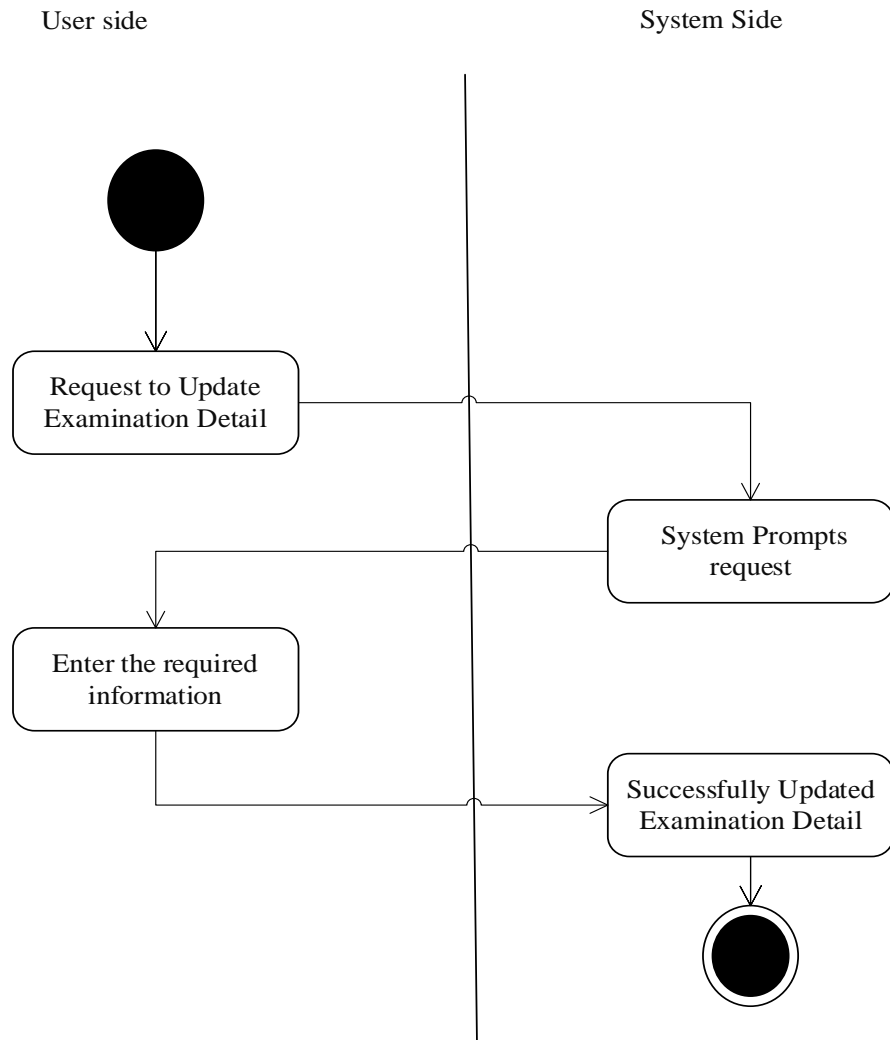 User side
System Side
Request to Update
Examination Detail
System Prompts
request
Enter the required
information
Successfully Updated
Examination Detail